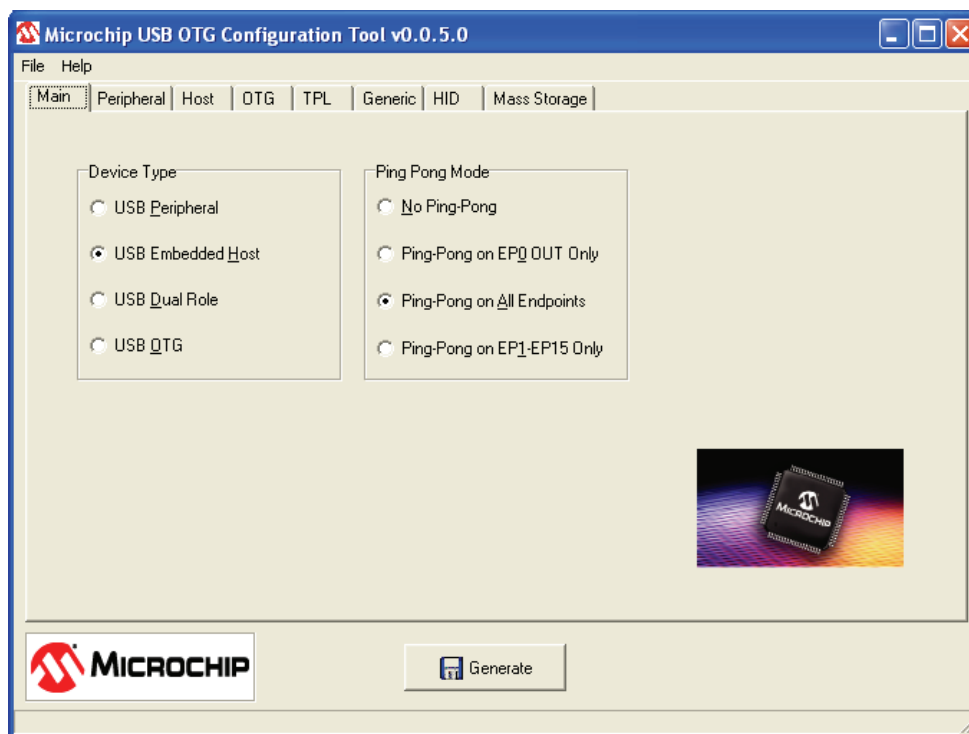 Microchip USB OTG Configuration Tool v0.0.5.0
File Help
Main Peripheral Host OTG TPL Generic HID Mass Storage
Device Type
USB Peripheral
USB Embedded Host
USB Dual Role
USB OTG
Ping Pong Mode
No Ping-Pong
Ping-Pong on EP0 OUT Only
Ping-Pong on All Endpoints
Ping-Pong on EP1-EP15 Only
MICROCHIP
MICROCHIP
Generate